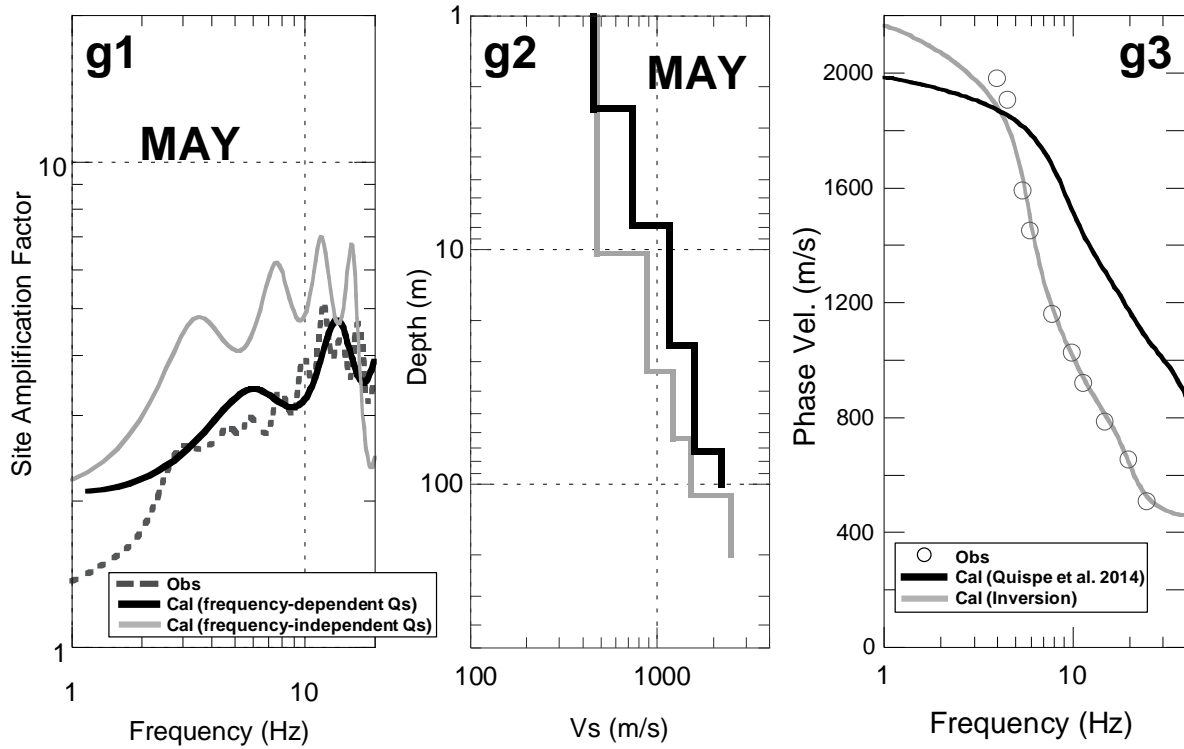 g1
MAY
10
1
Site Amplification Factor
Obs
Cal (frequency-dependent Qs)
Cal (frequency-independent Qs)
1
10
Frequency (Hz)
g2
MAY
1
10
100
Depth (m)
100
1000
Vs (m/s)
g3
2000
1600
1200
800
400
0
Phase Vel. (m/s)
Obs
Cal (Quispe et al. 2014)
Cal (Inversion)
1
10
Frequency (Hz)